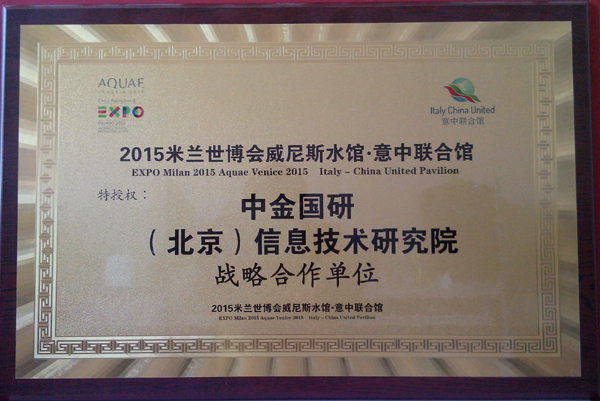 AQUAE
VENEZIA 2015
EXPO
Italy China United
意中联合馆
2015米兰世博会威尼斯水馆·意中联合馆
EXPO Milan 2015 Aquae Venice 2015 Italy - China United Pavilion
特授权：
中金国研
（北京）信息技术研究院
战略合作单位
2015米兰世博会威尼斯水馆·意中联合馆
EXPO Milan 2015 Aquae Venice 2015 Italy - China United Pavilion